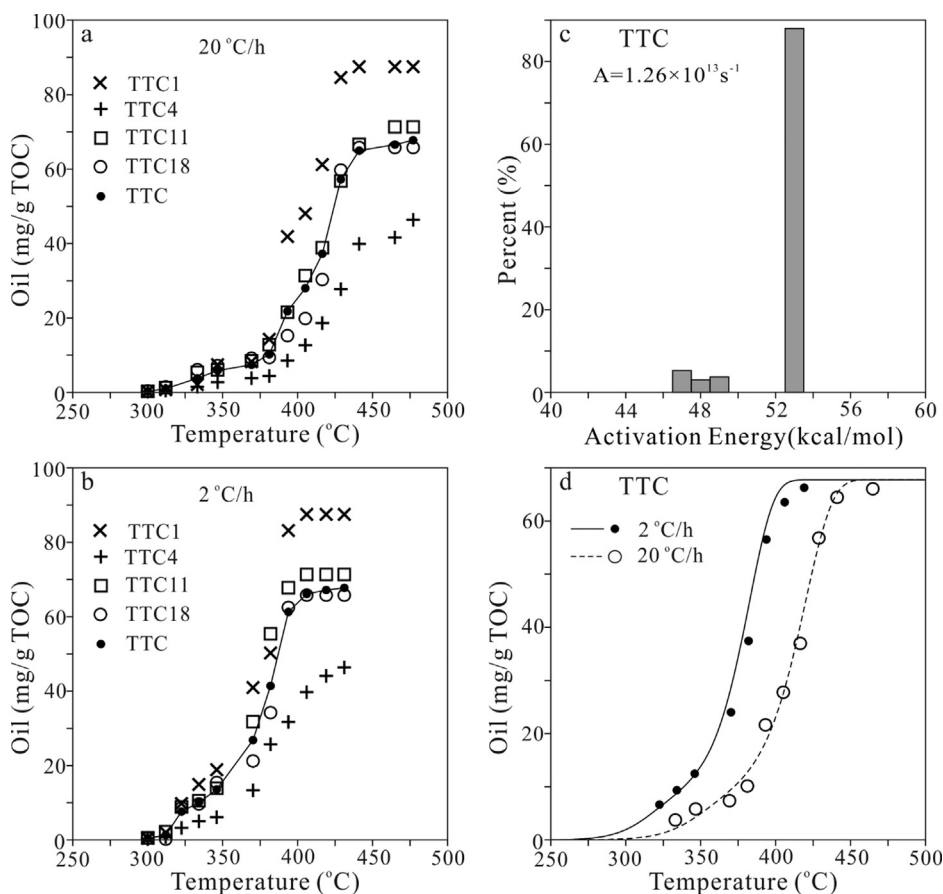 a
20 °C/h
TTC1
TTC4
TTC11
TTC18
TTC
Oil (mg/g TOC)
100
80
60
40
20
0
250 300 350 400 450 500
Temperature (°C)
c
TTC
A=1.26×10¹³s⁻¹
Percent (%)
80
60
40
20
0
40 44 48 52 56 60
Activation Energy(kcal/mol)
b
2 °C/h
TTC1
TTC4
TTC11
TTC18
TTC
Oil (mg/g TOC)
100
80
60
40
20
0
250 300 350 400 450 500
Temperature (°C)
d
TTC
2 °C/h
20 °C/h
Oil (mg/g TOC)
60
40
20
0
250 300 350 400 450 500
Temperature (°C)